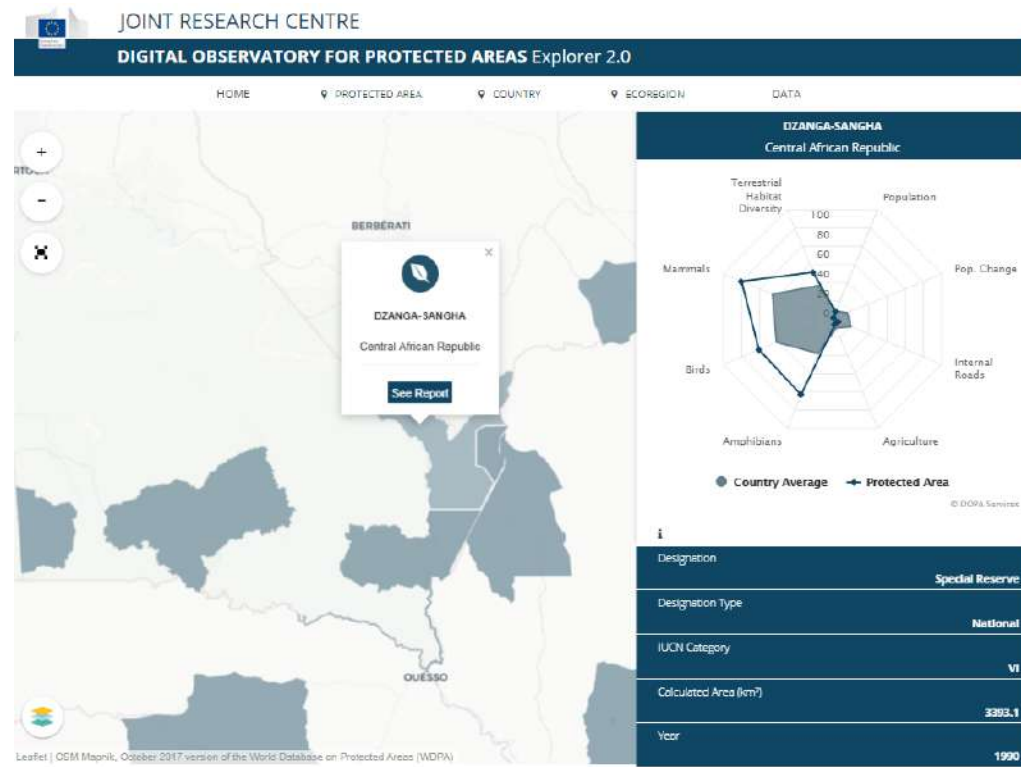 JOINT RESEARCH CENTRE
DIGITAL OBSERVATORY FOR PROTECTED AREAS Explorer 2.0
HOME
PROTECTED AREA
COUNTRY
ECOREGION
DATA
+
-
BERBÉRATI
×
DZANGA-SANGHA
Central African Republic
See Report
OUÉSSO
Leaflet | OSM Mapnik, October 2017 version of the World Database on Protected Areas (WDPA)
DZANGA-SANGHA
Central African Republic
Terrestrial
Habitat
Diversity
Population
Pop. Change
Internal
Roads
Agriculture
Amphibians
Birds
Mammals
100
80
60
40
20
0
Country Average
Protected Area
© DOPA Services
i
Designation
Special Reserve
Designation Type
National
IUCN Category
VI
Calculated Area (km²)
3393.1
Year
1990